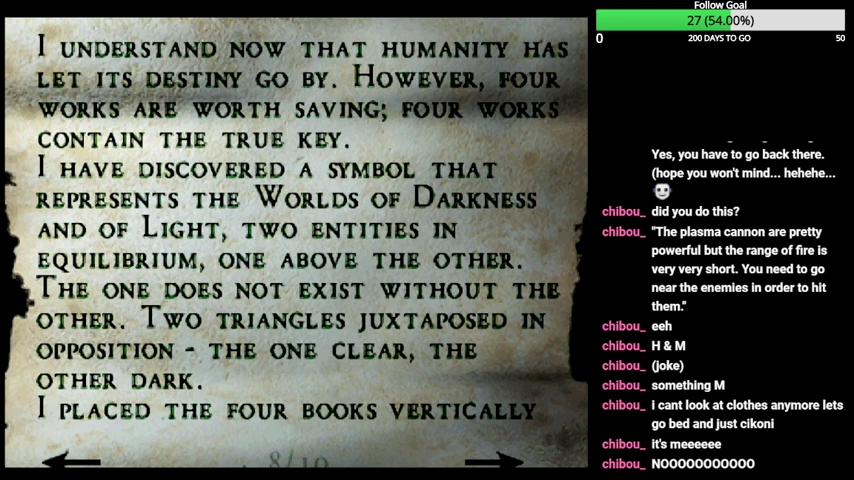 I understand now that humanity has
let its destiny go by. However, four
works are worth saving; four works
contain the true key.
I have discovered a symbol that
represents the Worlds of Darkness
and of Light, two entities in
equilibrium, one above the other.
The one does not exist without the
other. Two triangles juxtaposed in
opposition - the one clear, the
other dark.
I placed the four books vertically
8/10
Follow Goal
27 (54.00%)
0
200 DAYS TO GO
50
Yes, you have to go back there.
(hope you won't mind... hehehe...
chibou_ did you do this?
chibou_ "The plasma cannon are pretty
powerful but the range of fire is
very very short. You need to go
near the enemies in order to hit
them."
chibou_ eeh
chibou_ H & M
chibou_ (joke)
chibou_ something M
chibou_ i cant look at clothes anymore lets
go bed and just cikoni
chibou_ it's meeeeee
chibou_ NOOOOOOOOOOO